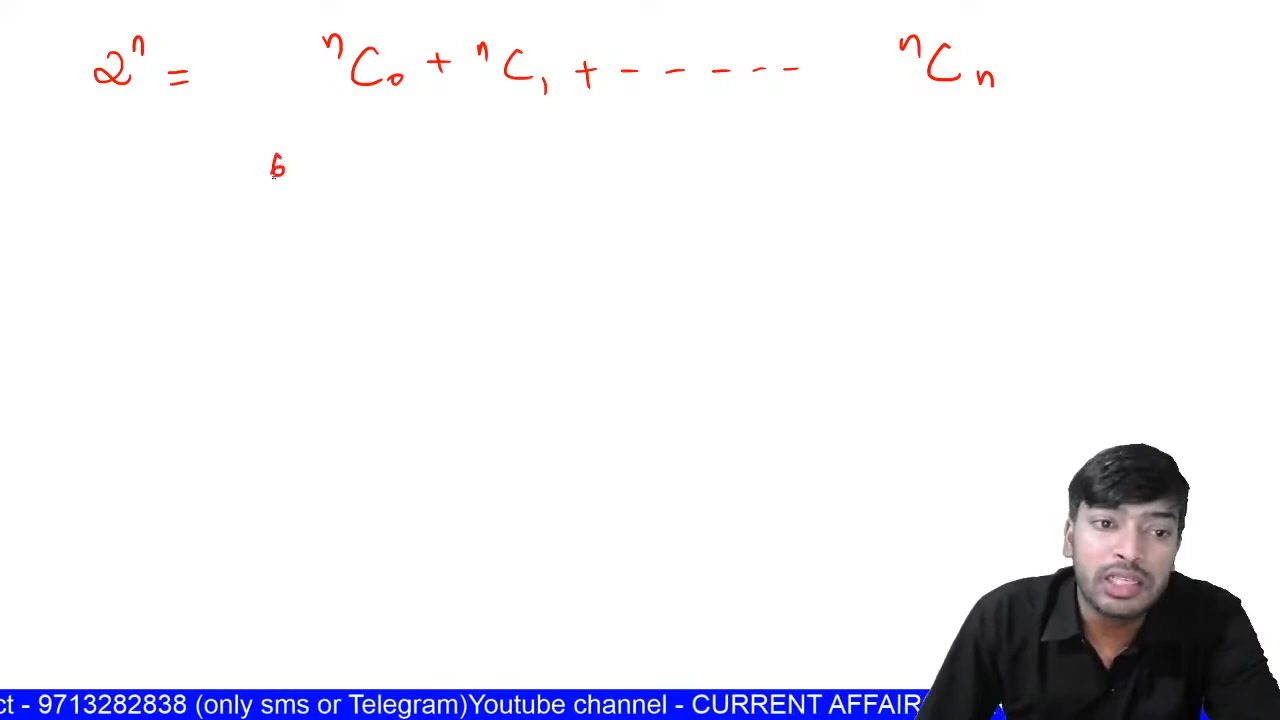 2ⁿ = ⁿC₀ + ⁿC₁ + - - - - - ⁿCₙ
6
ct - 9713282838 (only sms or Telegram)Youtube channel - CURRENT AFFAIR